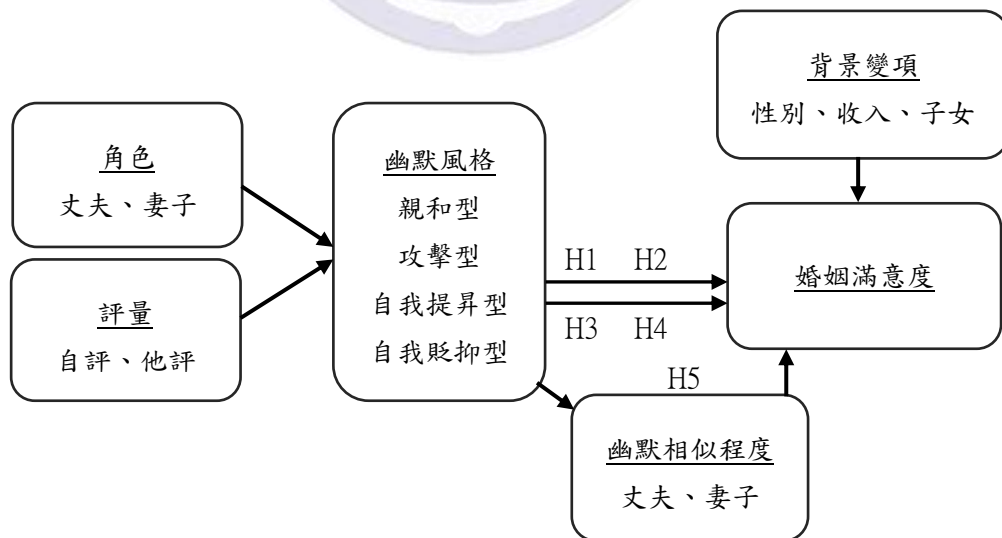 背景變項
性別、收入、子女
角色
丈夫、妻子
幽默風格
親和型
攻擊型
自我提昇型
自我貶抑型
評量
自評、他評
H1 H2
H3 H4
婚姻滿意度
H5
幽默相似程度
丈夫、妻子